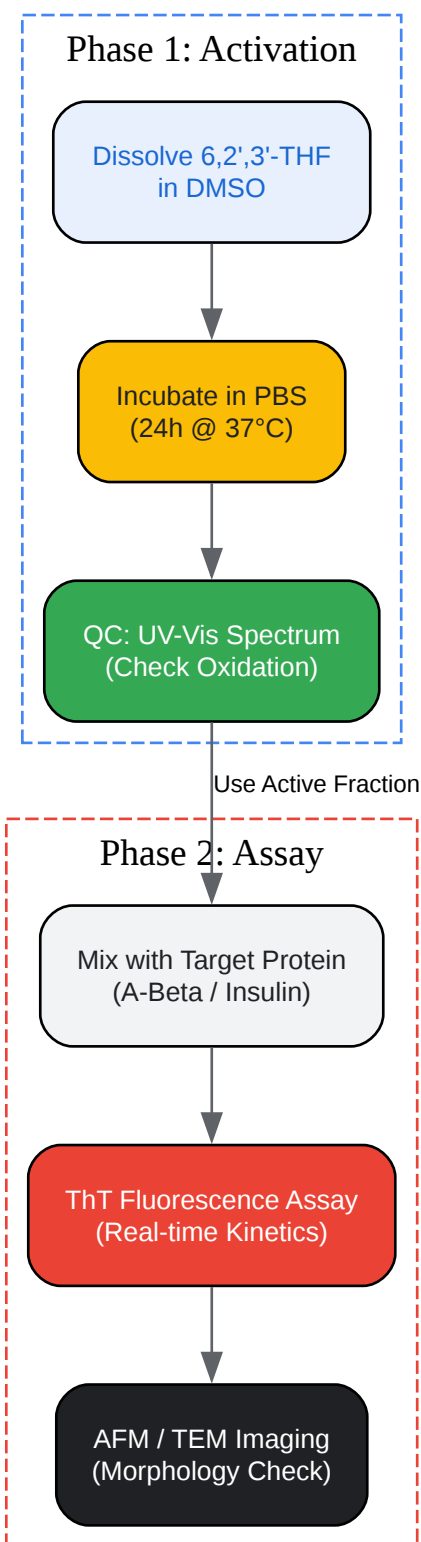 Phase 1: Activation
Dissolve 6,2',3'-THF
in DMSO
Incubate in PBS
(24h @ 37°C)
QC: UV-Vis Spectrum
(Check Oxidation)
Use Active Fraction
Phase 2: Assay
Mix with Target Protein
(A-Beta / Insulin)
ThT Fluorescence Assay
(Real-time Kinetics)
AFM / TEM Imaging
(Morphology Check)